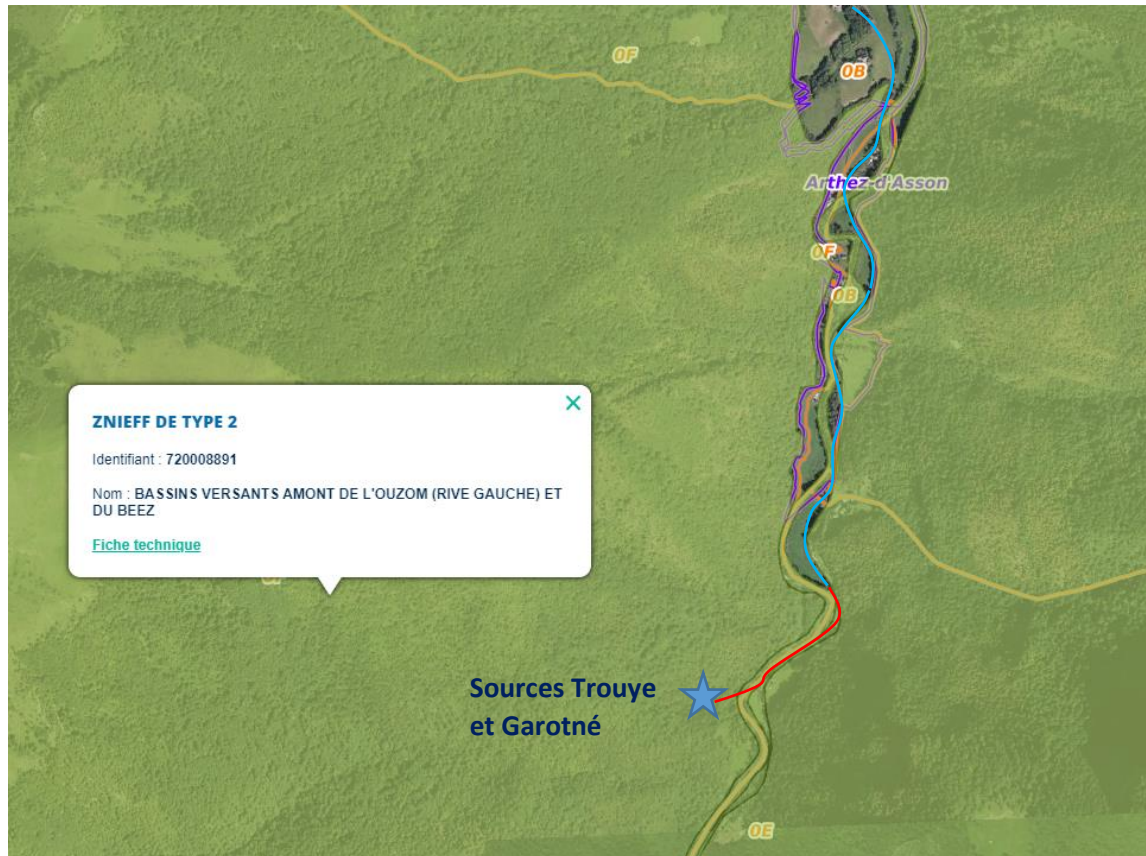 0F
0B
Arthez-d'Asson
0F
0B
ZNIEFF DE TYPE 2
Identifiant : 720008891
Nom : BASSINS VERSANTS AMONT DE L'OUZOM (RIVE GAUCHE) ET
DU BEEZ
Fiche technique
Sources Trouye
et Garotné
0E